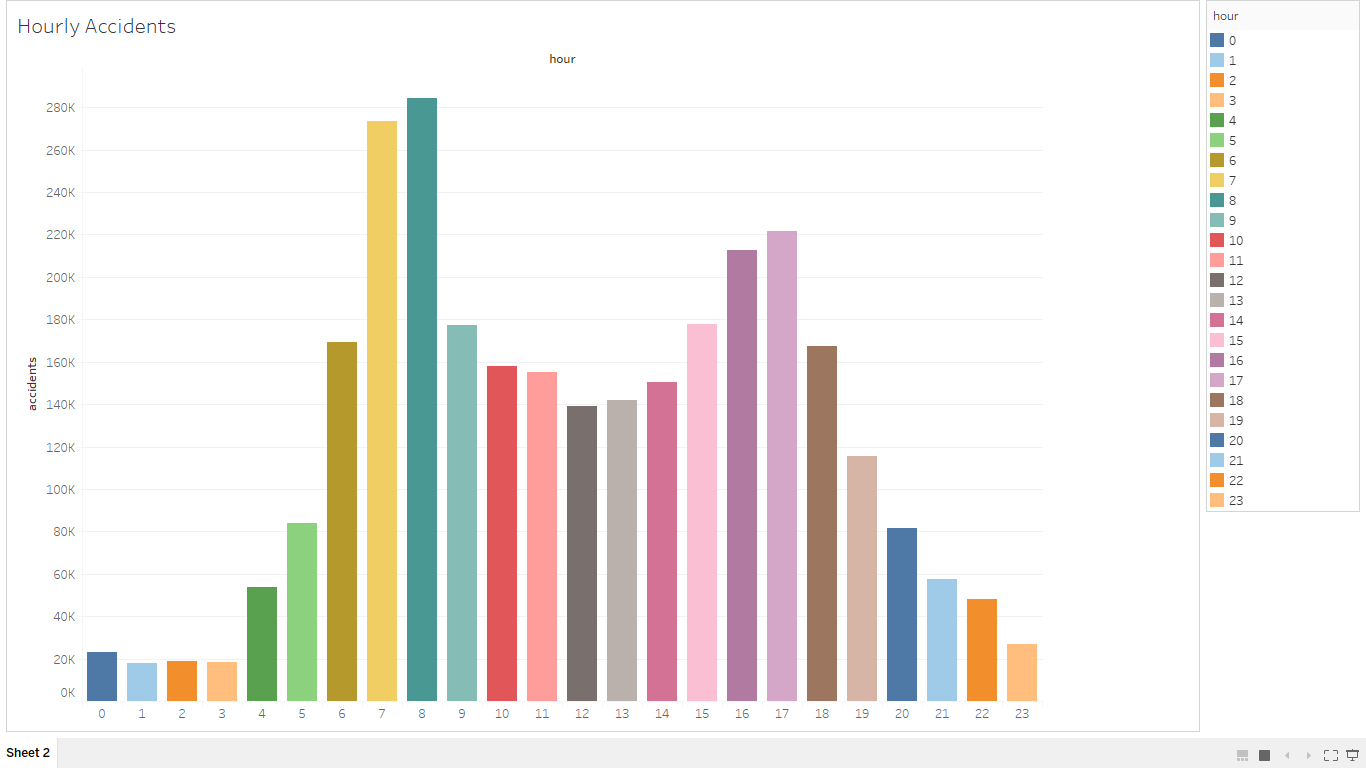 Hourly Accidents
hour
280K
260K
240K
220K
200K
180K
160K
140K
120K
100K
80K
60K
40K
20K
0K
accidents
0 1 2 3 4 5 6 7 8 9 10 11 12 13 14 15 16 17 18 19 20 21 22 23
hour
0
1
2
3
4
5
6
7
8
9
10
11
12
13
14
15
16
17
18
19
20
21
22
23
Sheet 2